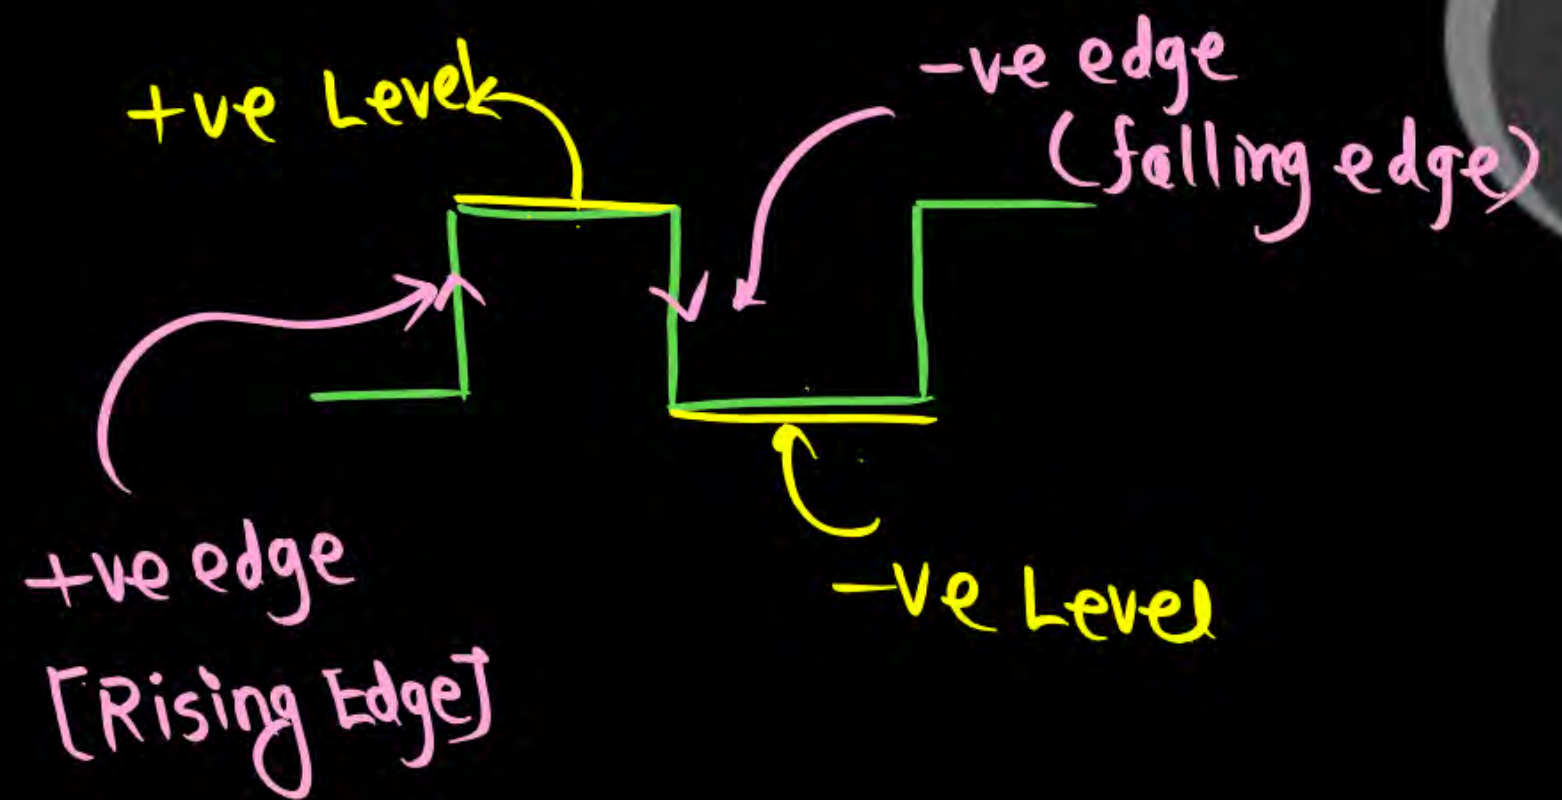 +ve Level
-ve edge
(falling edge)
+ve edge
[Rising Edge]
-ve Level